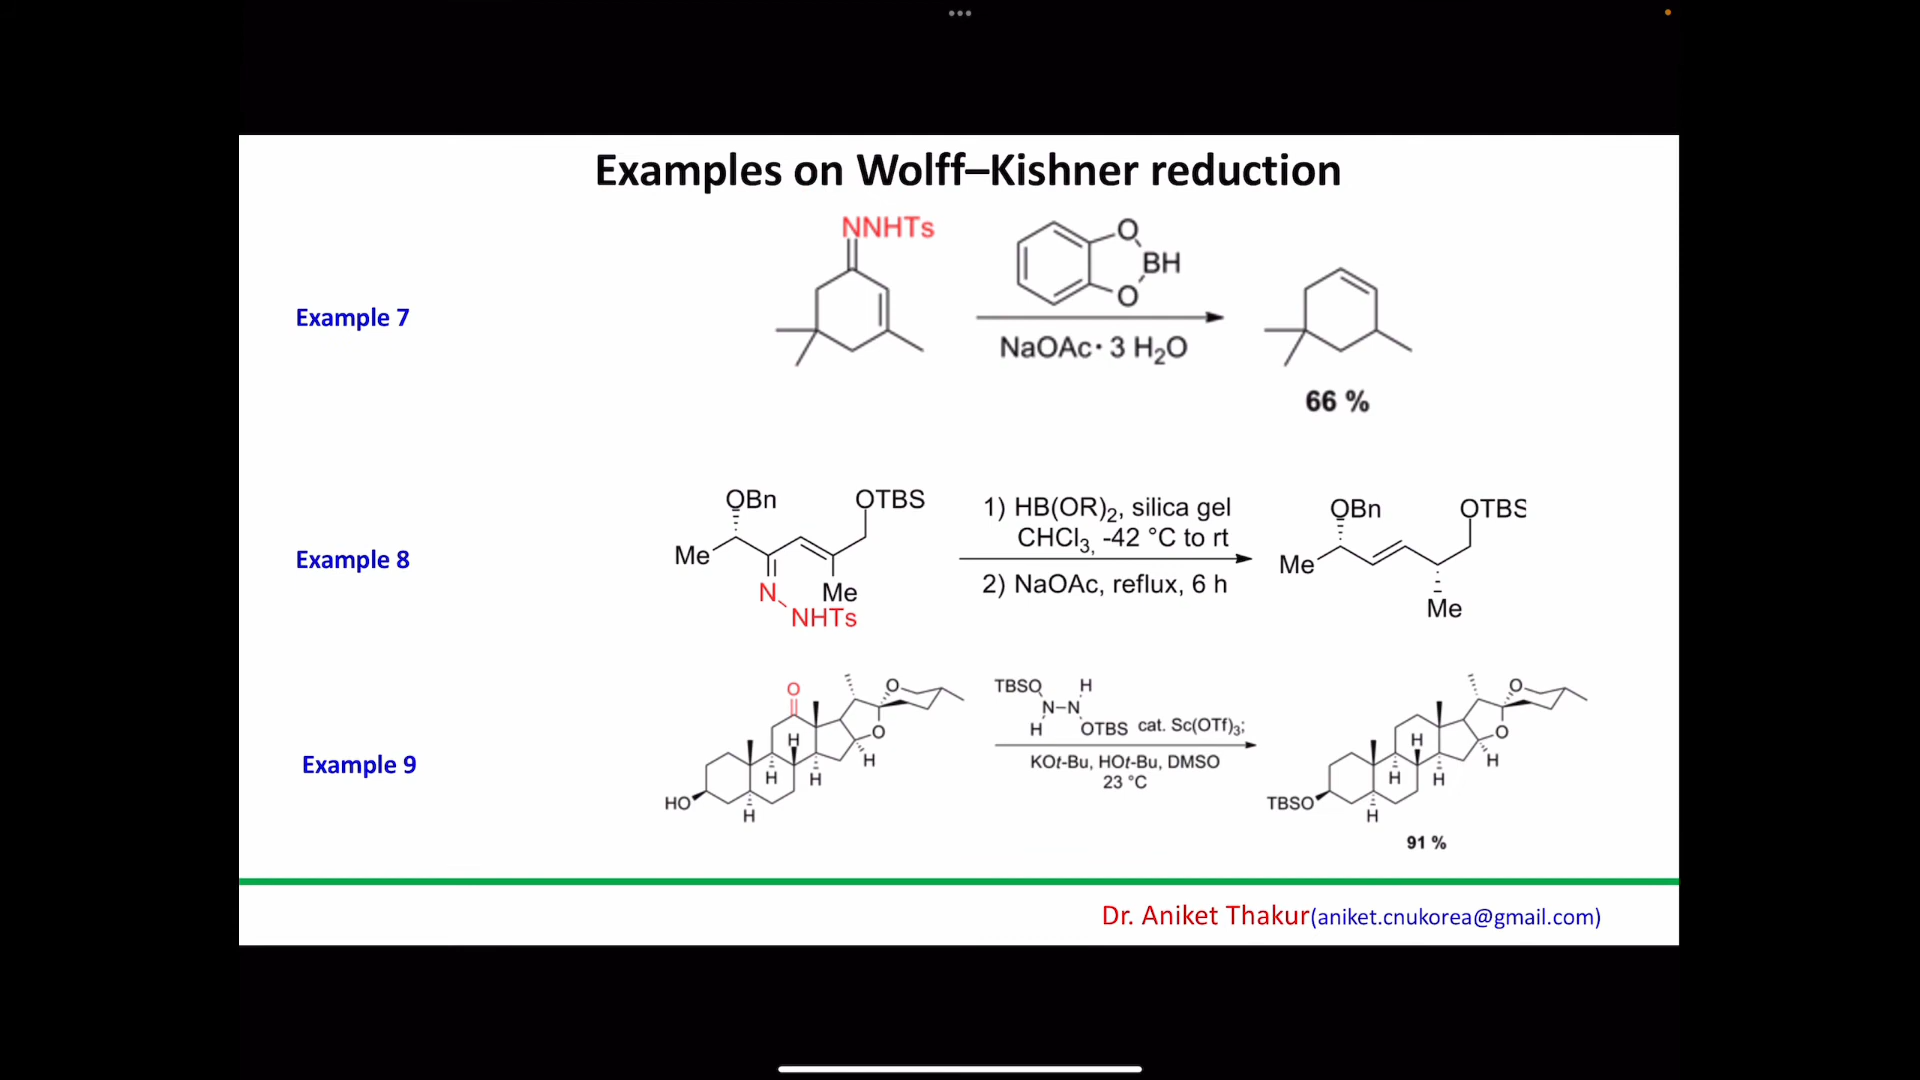 Examples on Wolff–Kishner reduction
NNHTs
O
BH
O
Example 7
NaOAc· 3 H₂O
66 %
OBn
OTBS
Me
N
Me
NHTs
Example 8
1) HB(OR)₂, silica gel
CHCl₃, -42 °C to rt
2) NaOAc, reflux, 6 h
OBn
OTBS
Me
Me
Example 9
O
O
O
H
H
H
H
HO
H
TBSO
H
N–N
H
OTBS cat. Sc(OTf)₃;
KOt-Bu, HOt-Bu, DMSO
23 °C
O
O
H
H
H
H
TBSO
H
91 %
Dr. Aniket Thakur(aniket.cnukorea@gmail.com)